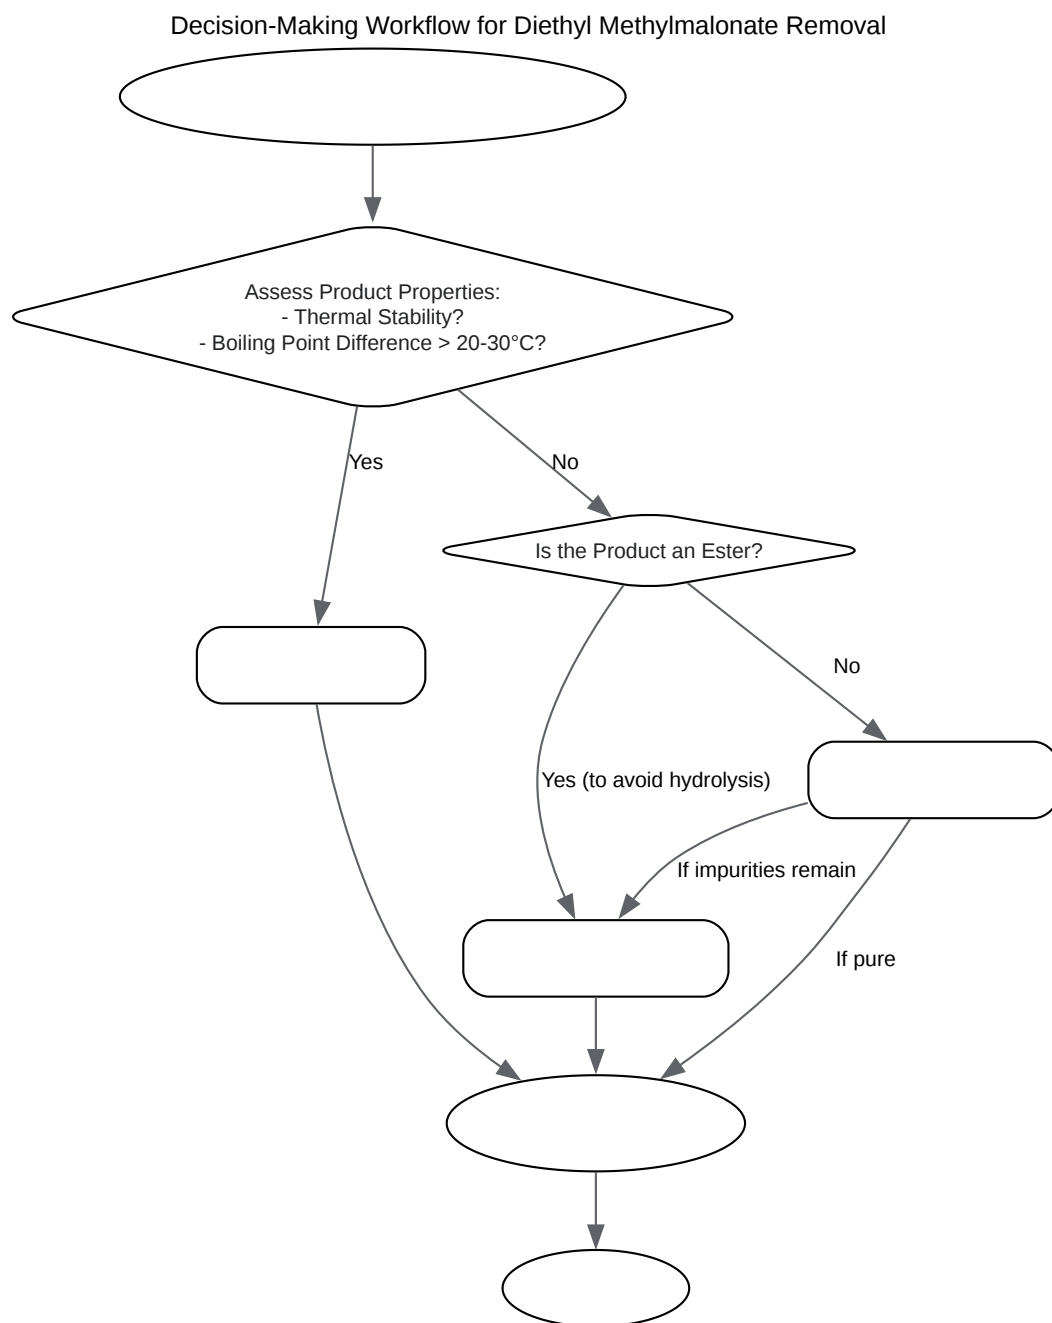 Decision-Making Workflow for Diethyl Methylmalonate Removal
Assess Product Properties:
- Thermal Stability?
- Boiling Point Difference > 20-30°C?
Yes
No
Is the Product an Ester?
No
Yes (to avoid hydrolysis)
If impurities remain
If pure